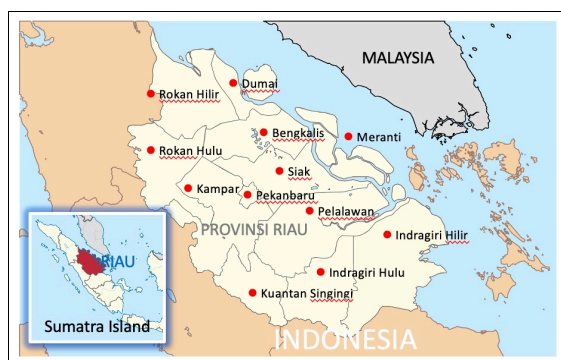 MALAYSIA
Dumai
Rokan Hilir
Bengkalis
Meranti
Rokan Hulu
Siak
Kampar
Pekanbaru
Pelalawan
PROVINSI RIAU
Indragiri Hilir
RIAU
Indragiri Hulu
Kuantan Singingi
Sumatra Island
INDONESIA